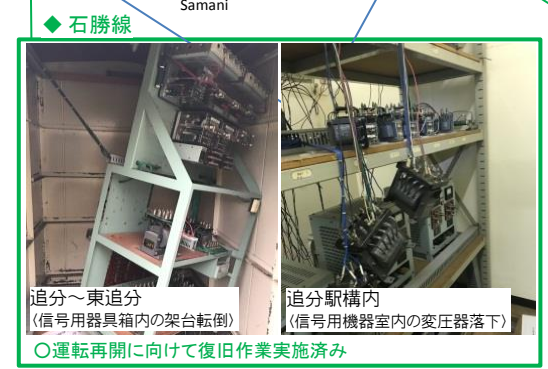 Samani
◆ 石勝線
追分～東追分
〈信号用器具箱内の架台転倒〉
追分駅構内
〈信号用機器室内の変圧器落下〉
〇運転再開に向けて復旧作業実施済み